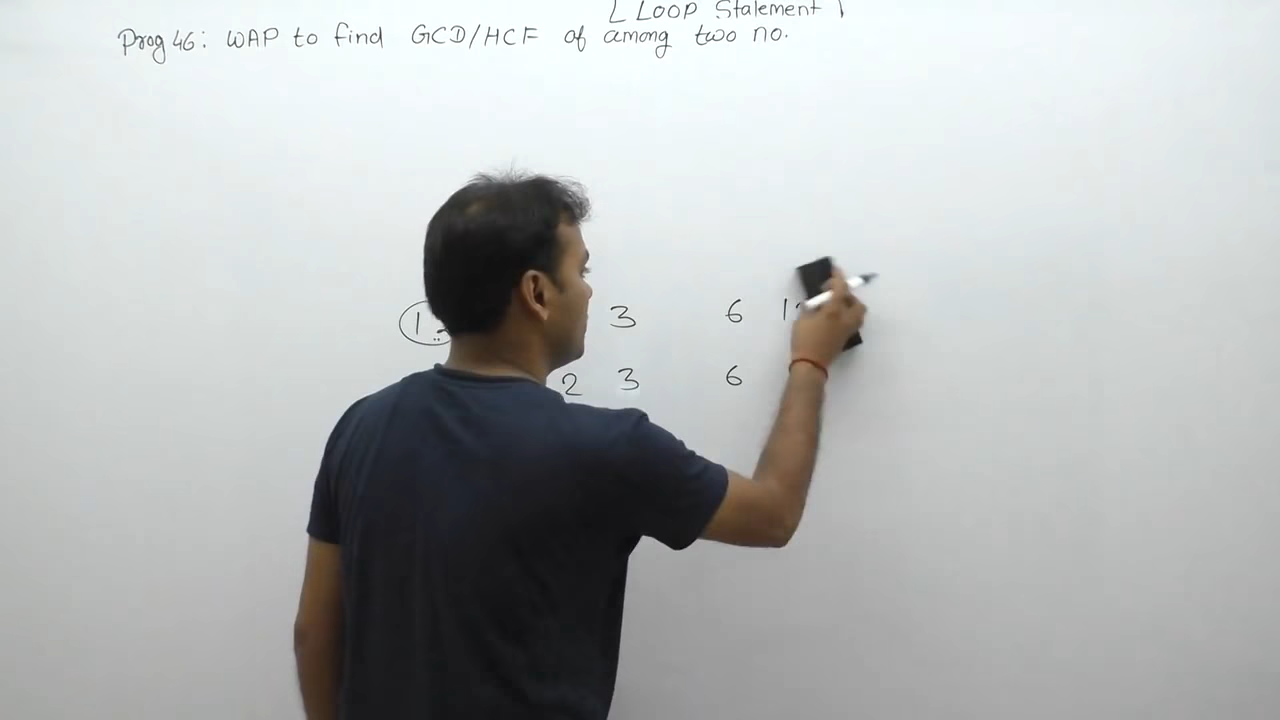 [ LOOP Statement ]
Prog 46: WAP to find GCD/HCF of among two no.
1 3 6
2 3 6